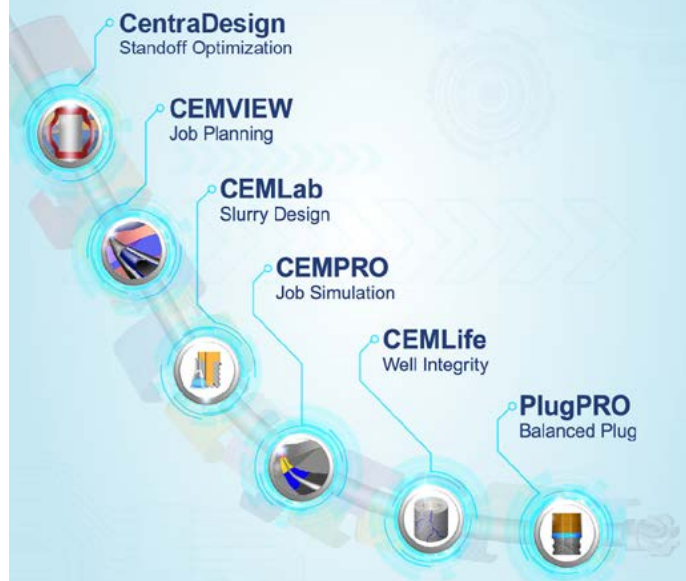 CentraDesign
Standoff Optimization
CEMVIEW
Job Planning
CEMLab
Slurry Design
CEMPRO
Job Simulation
CEMLife
Well Integrity
PlugPRO
Balanced Plug